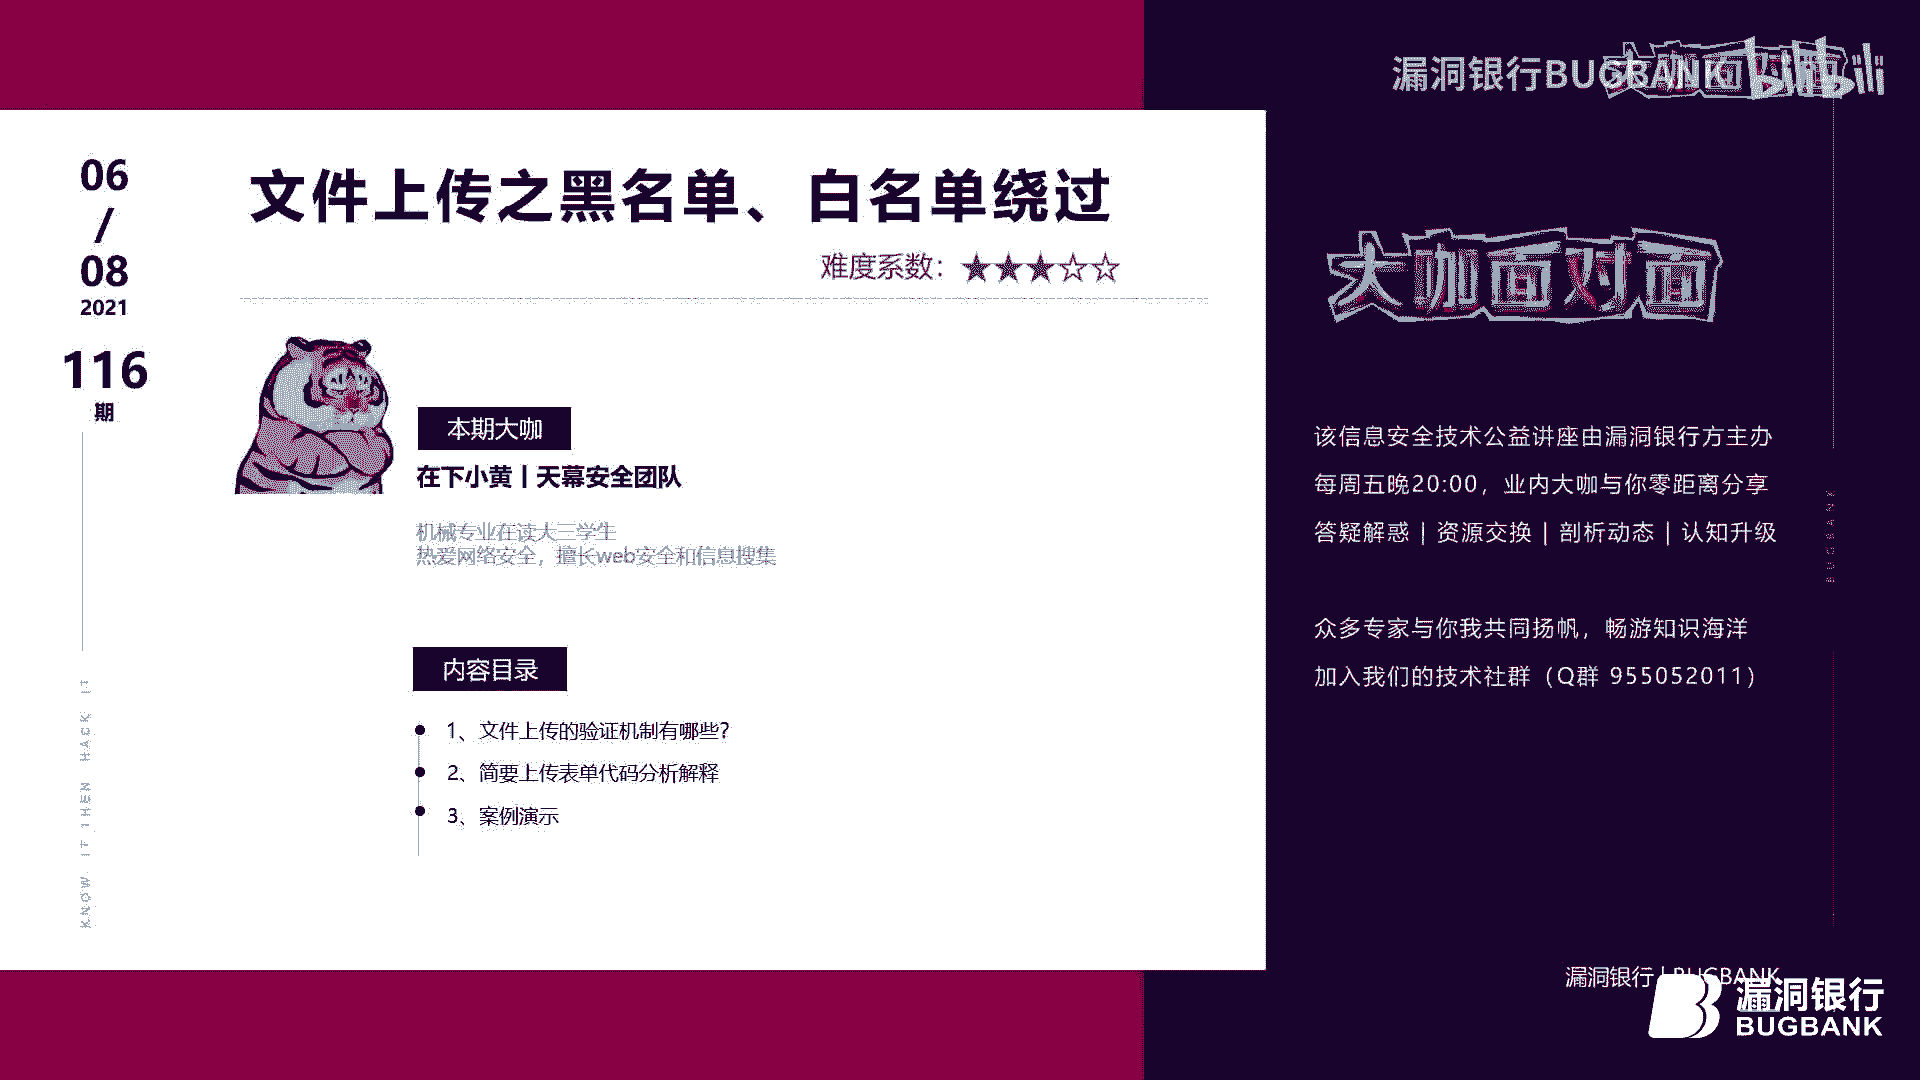 漏洞银行BUGBANK
大咖面对面
bilibili
06
/
08
2021
116
期
文件上传之黑名单、白名单绕过
难度系数：★★★☆☆
本期大咖
在下小黄丨天幕安全团队
机械专业在读大三学生
热爱网络安全，擅长web安全和信息搜集
内容目录
1、文件上传的验证机制有哪些?
2、简要上传表单代码分析解释
3、案例演示
KNOW IT THEN HACK IT
大咖面对面
该信息安全技术公益讲座由漏洞银行方主办
每周五晚20:00，业内大咖与你零距离分享
答疑解惑｜资源交换｜剖析动态｜认知升级
众多专家与你我共同扬帆，畅游知识海洋
加入我们的技术社群（Q群 955052011）
BUGBANK
漏洞银行 | BUGBANK
漏洞银行
BUGBANK